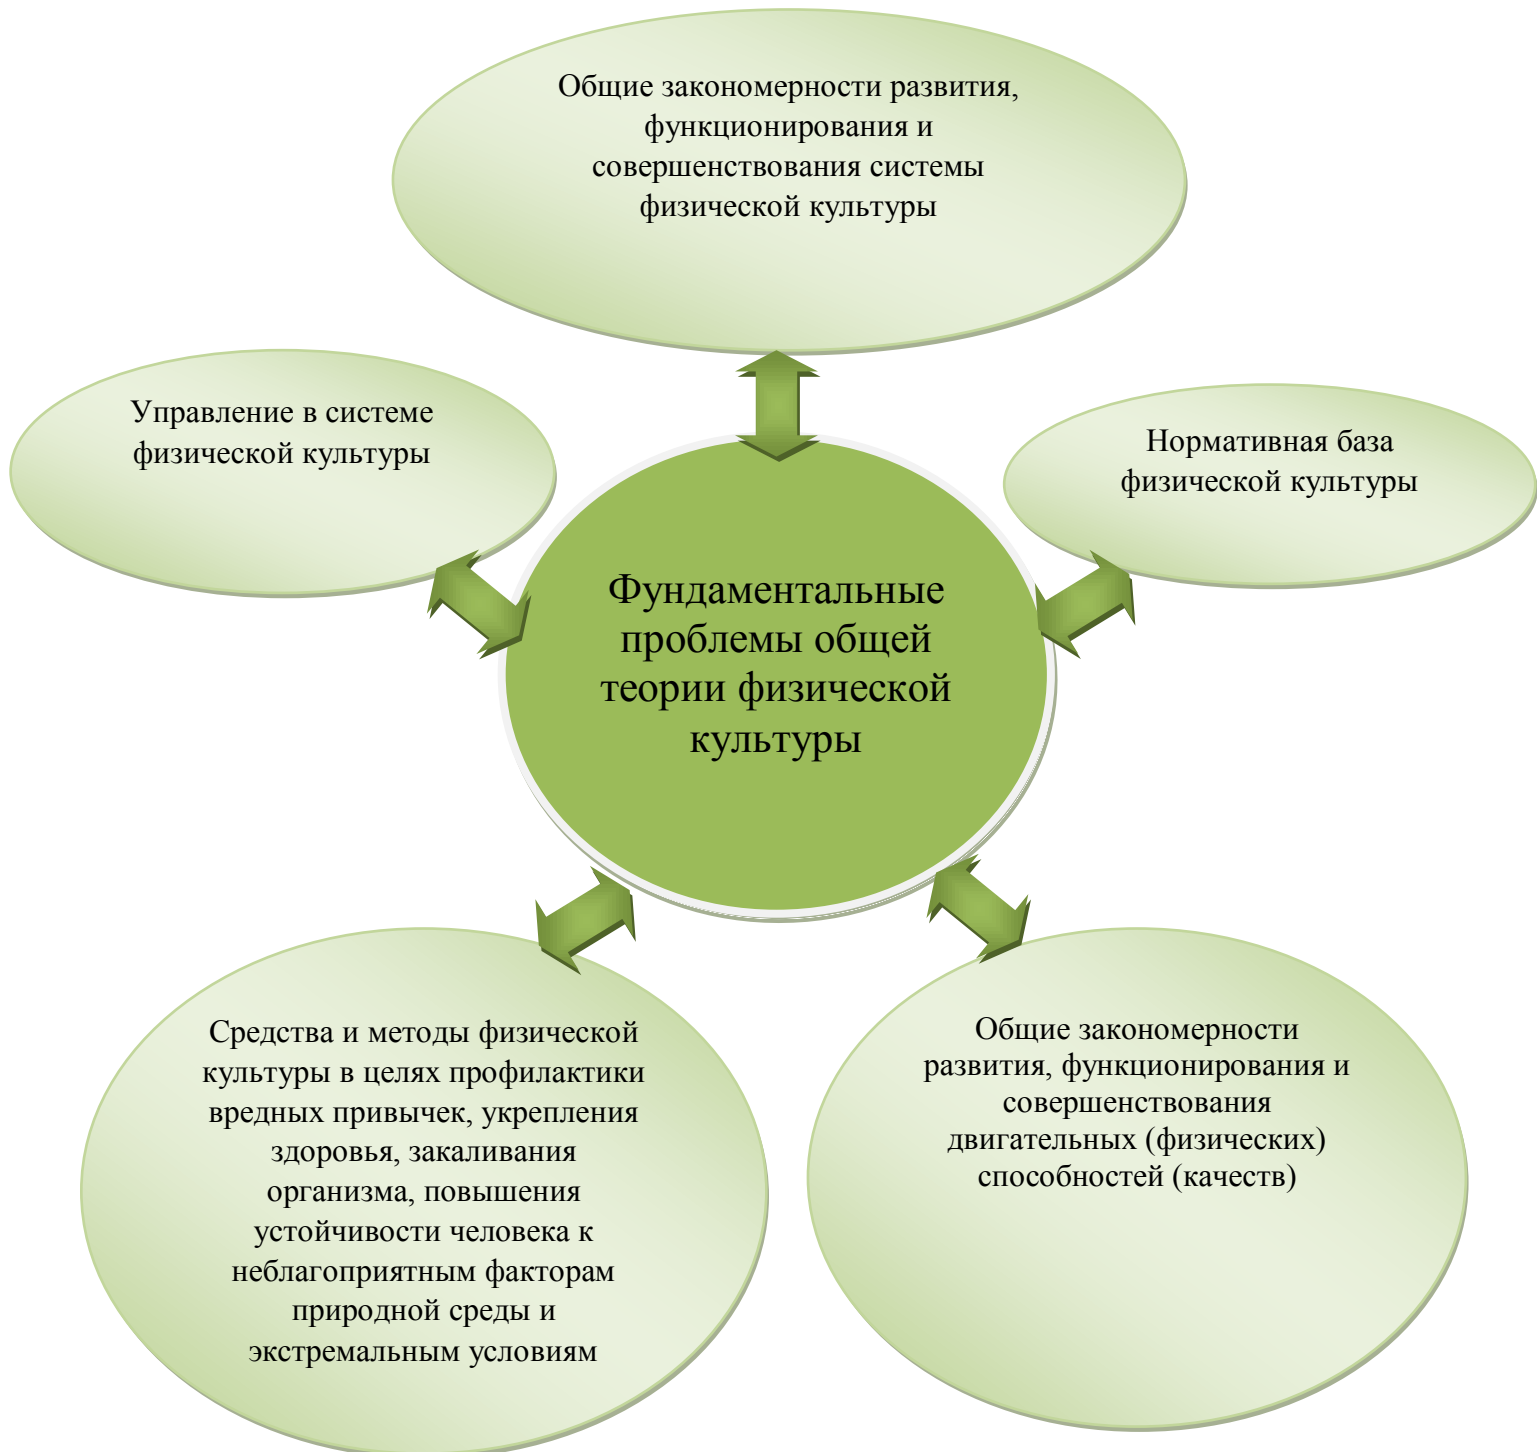 Общие закономерности развития,
функционирования и
совершенствования системы
физической культуры
Управление в системе
физической культуры
Нормативная база
физической культуры
Фундаментальные
проблемы общей
теории физической
культуры
Средства и методы физической
культуры в целях профилактики
вредных привычек, укрепления
здоровья, закаливания
организма, повышения
устойчивости человека к
неблагоприятным факторам
природной среды и
экстремальным условиям
Общие закономерности
развития, функционирования и
совершенствования
двигательных (физических)
способностей (качеств)